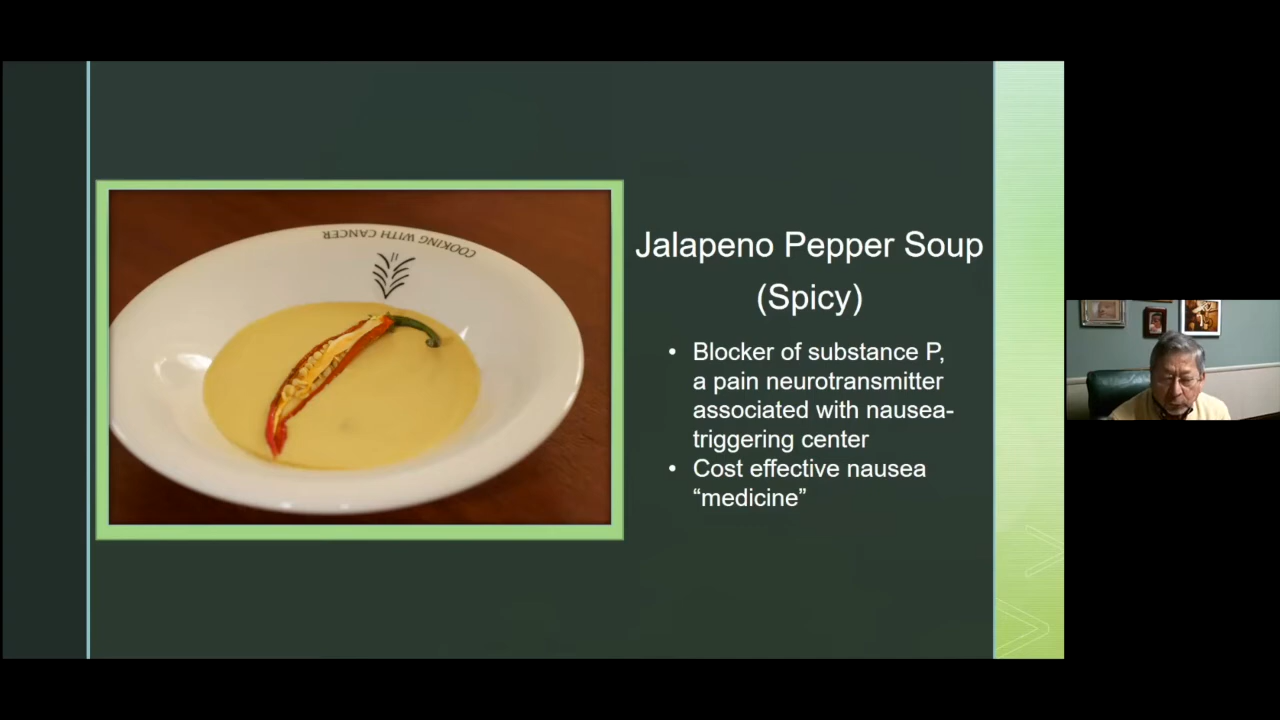 COOKING WITH CANCER
Jalapeno Pepper Soup
(Spicy)
• Blocker of substance P,
a pain neurotransmitter
associated with nausea-
triggering center
• Cost effective nausea
“medicine”